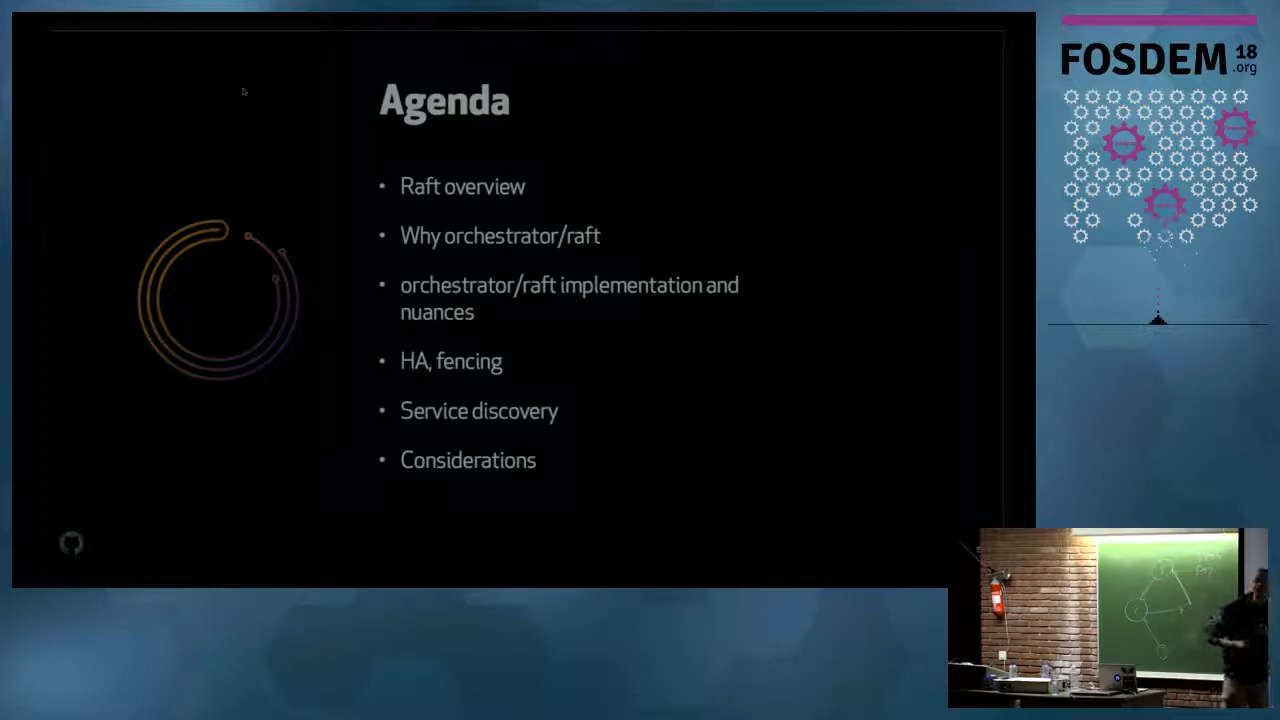 Agenda
• Raft overview
• Why orchestrator/raft
• orchestrator/raft implementation and
nuances
• HA, fencing
• Service discovery
• Considerations
FOSDEM 18
.org